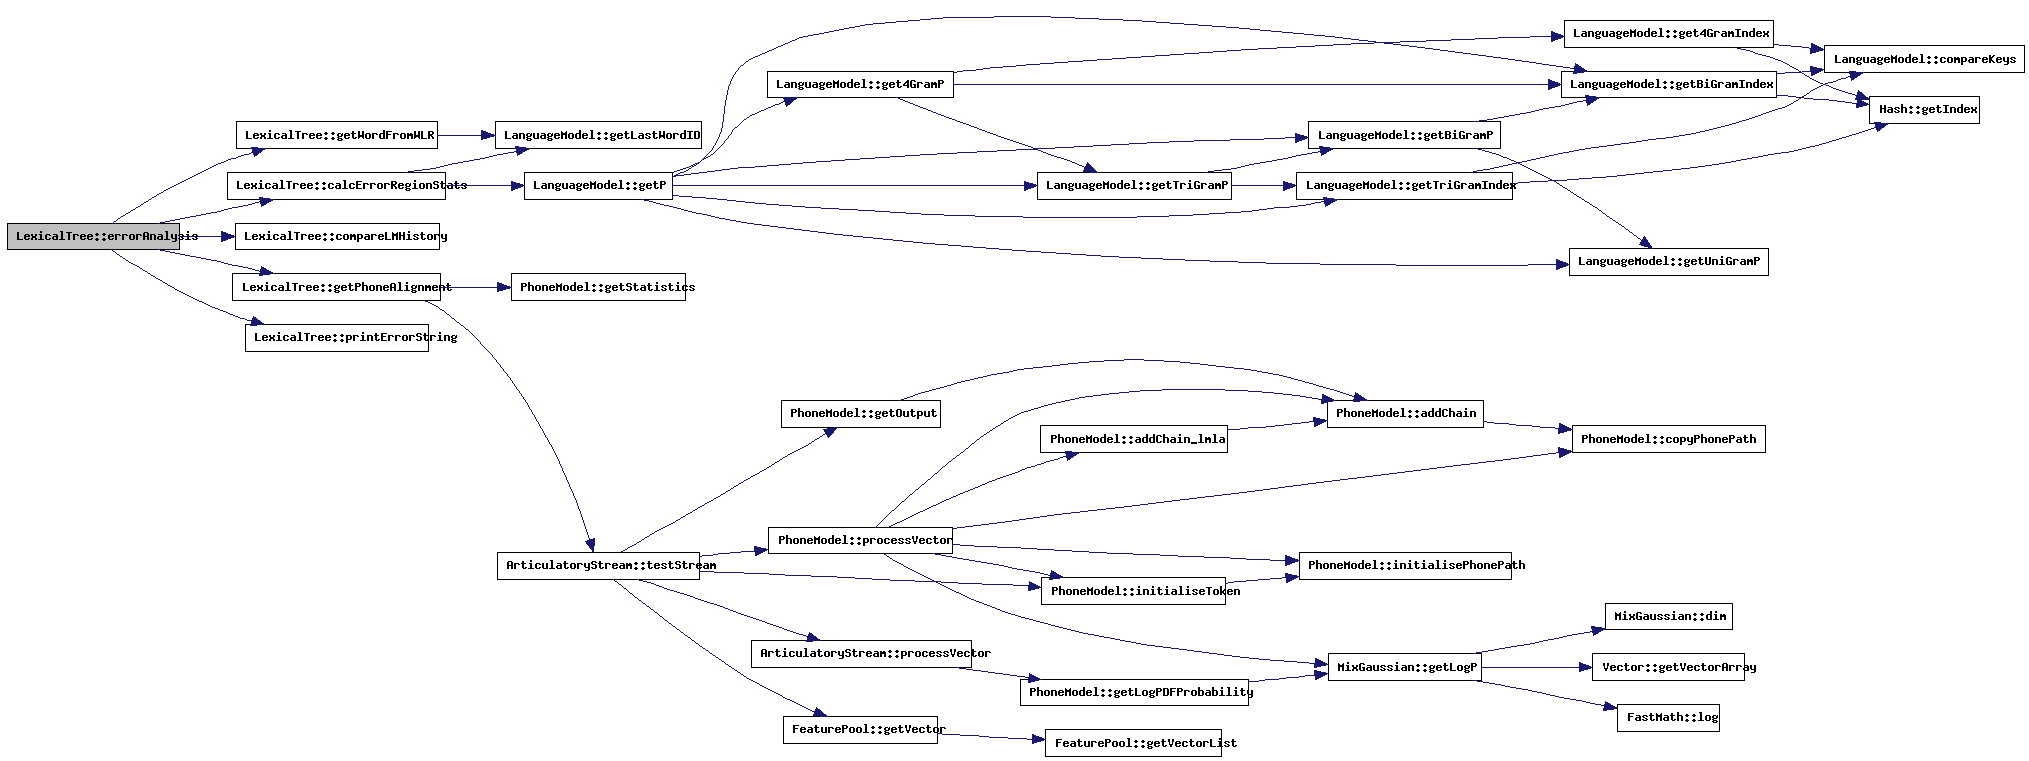 LanguageModel::get4GramIndex
LanguageModel::compareKeys
LanguageModel::get4GramP
LanguageModel::getBiGramIndex
Hash::getIndex
LexicalTree::getWordFromWLR
LanguageModel::getLastWordID
LanguageModel::getBiGramP
LexicalTree::calcErrorRegionStats
LanguageModel::getP
LanguageModel::getTriGramP
LanguageModel::getTriGramIndex
LexicalTree::errorAnalysis
LexicalTree::compareLMHistory
LanguageModel::getUniGramP
LexicalTree::getPhoneAlignment
PhoneModel::getStatistics
LexicalTree::printErrorString
PhoneModel::getOutput
PhoneModel::addChain
PhoneModel::addChain_lmla
PhoneModel::copyPhonePath
PhoneModel::processVector
ArticulatoryStream::testStream
PhoneModel::initialisePhonePath
PhoneModel::initialiseToken
MixGaussian::dim
ArticulatoryStream::processVector
MixGaussian::getLogP
Vector::getVectorArray
PhoneModel::getLogPDFProbability
FastMath::log
FeaturePool::getVector
FeaturePool::getVectorList